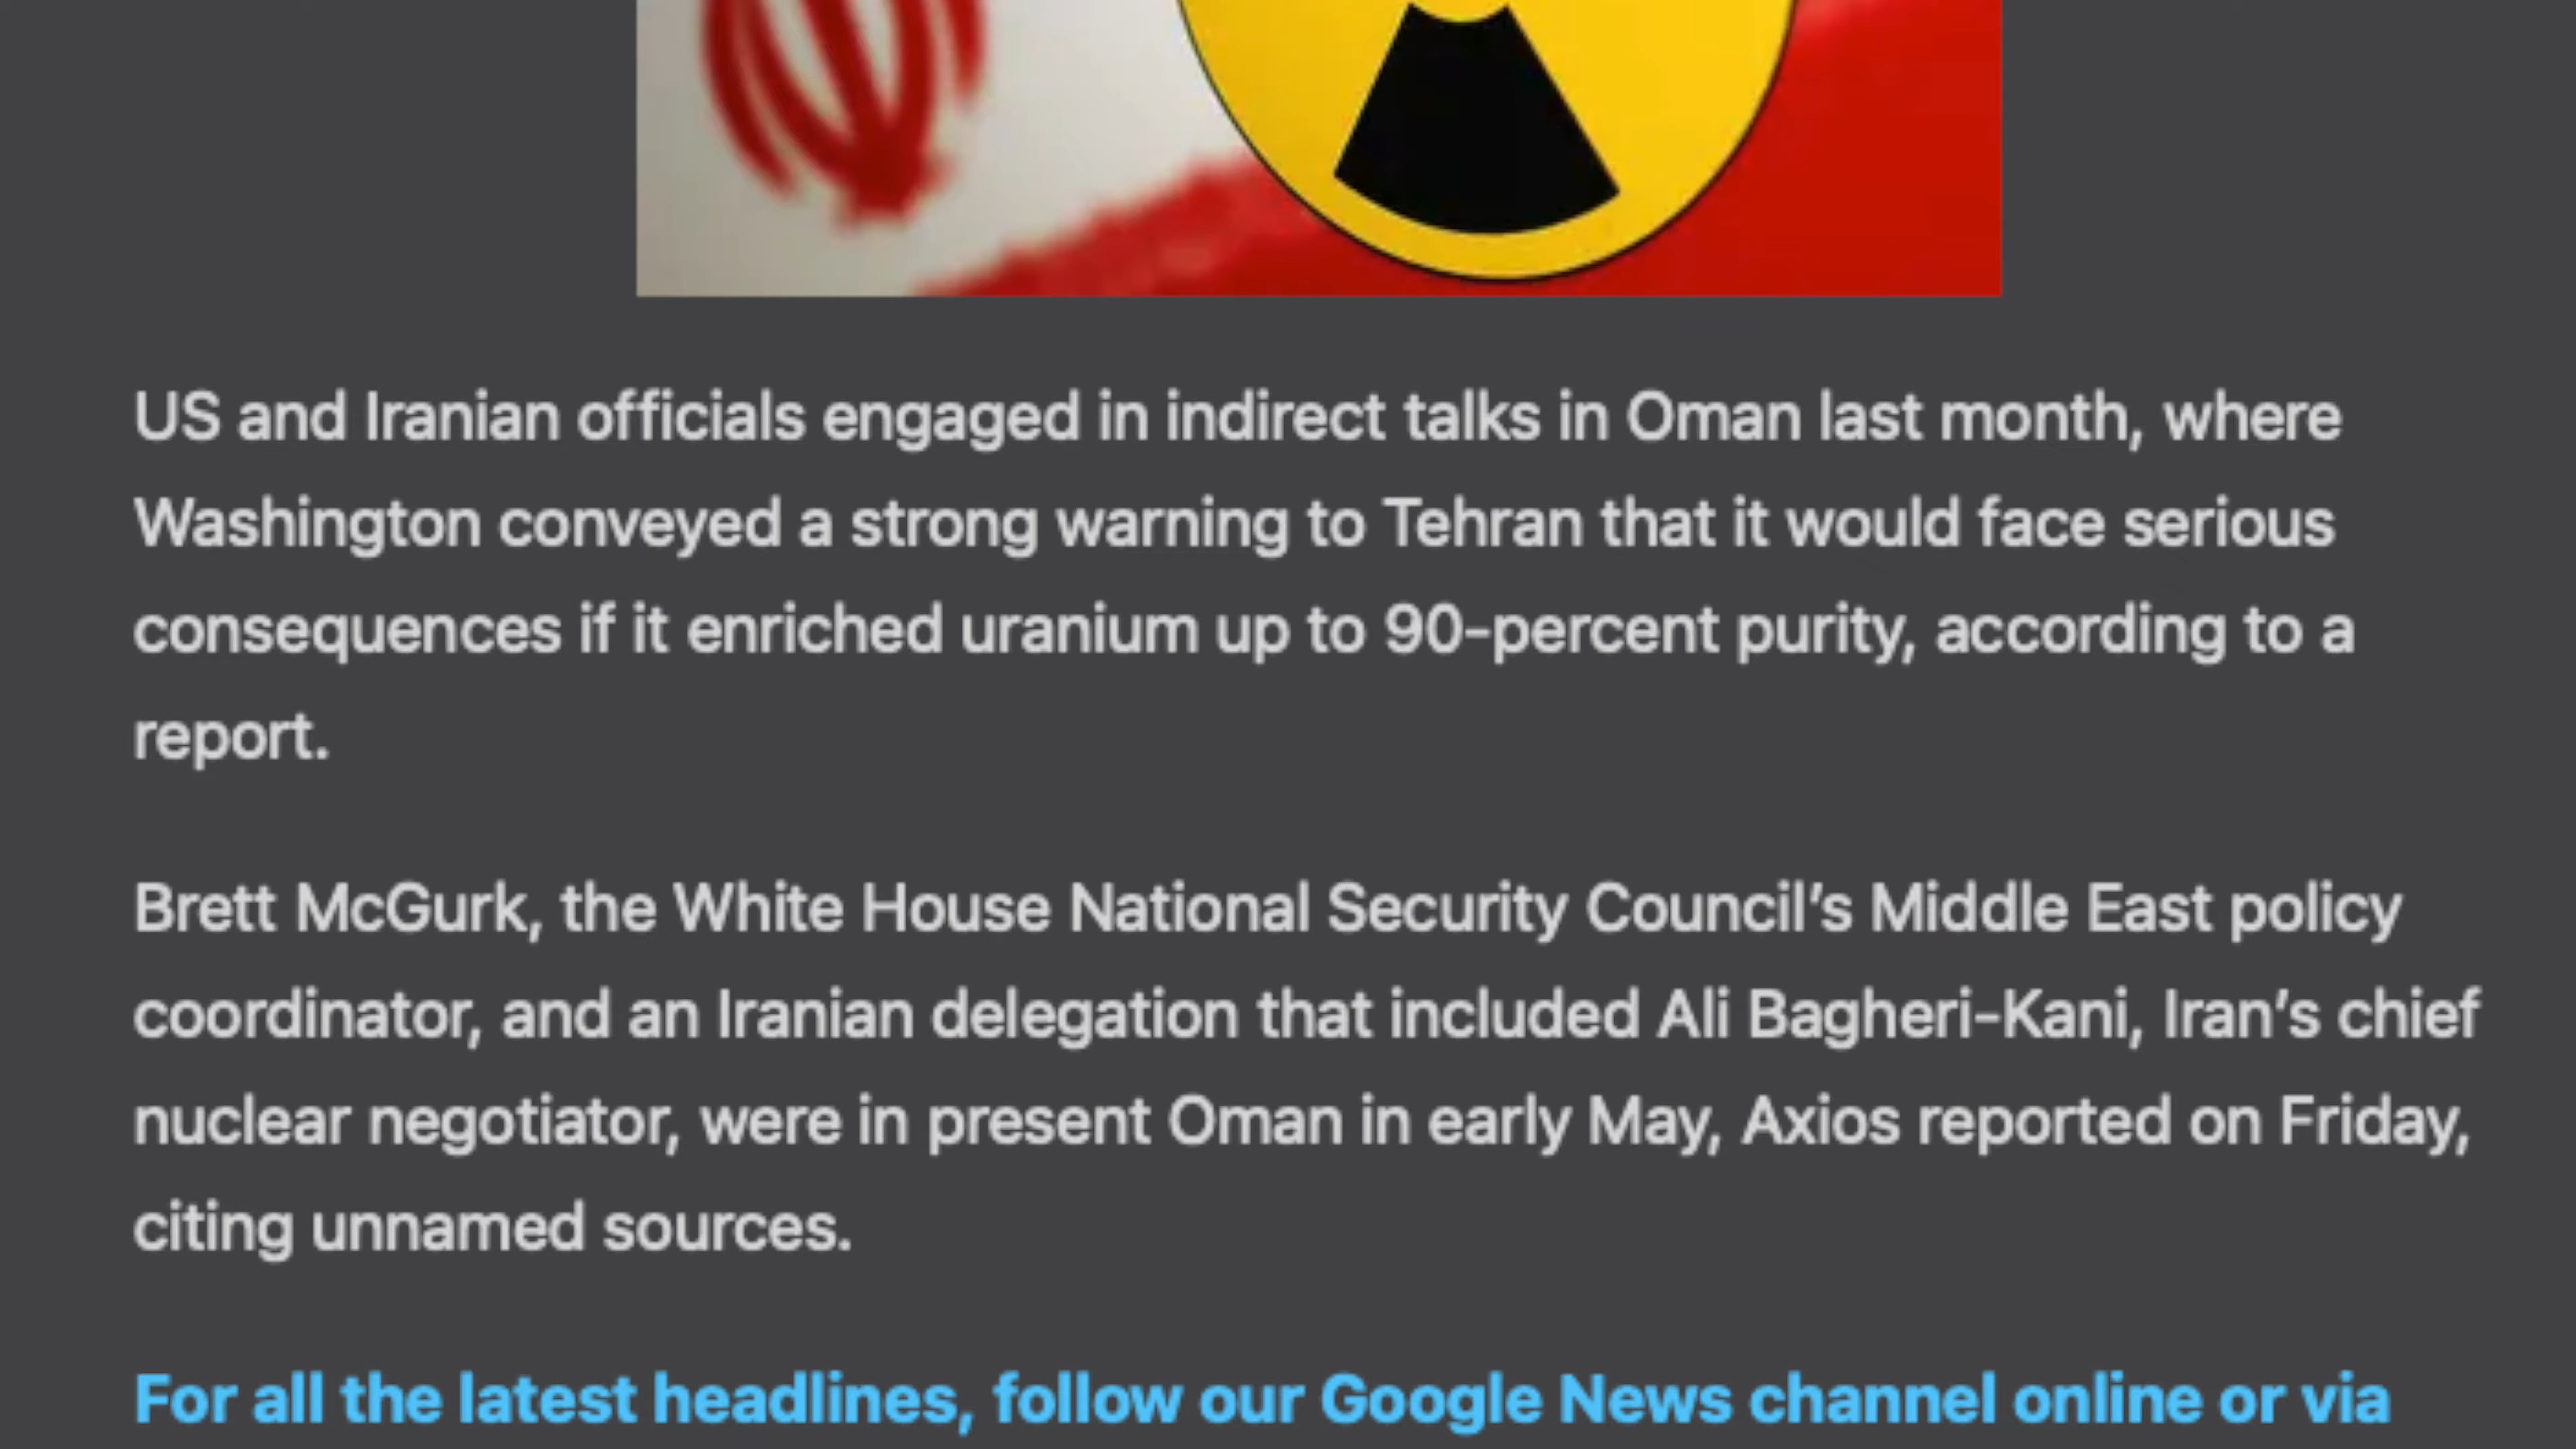 US and Iranian officials engaged in indirect talks in Oman last month, where
Washington conveyed a strong warning to Tehran that it would face serious
consequences if it enriched uranium up to 90-percent purity, according to a
report.
Brett McGurk, the White House National Security Council’s Middle East policy
coordinator, and an Iranian delegation that included Ali Bagheri-Kani, Iran’s chief
nuclear negotiator, were in present Oman in early May, Axios reported on Friday,
citing unnamed sources.
For all the latest headlines, follow our Google News channel online or via